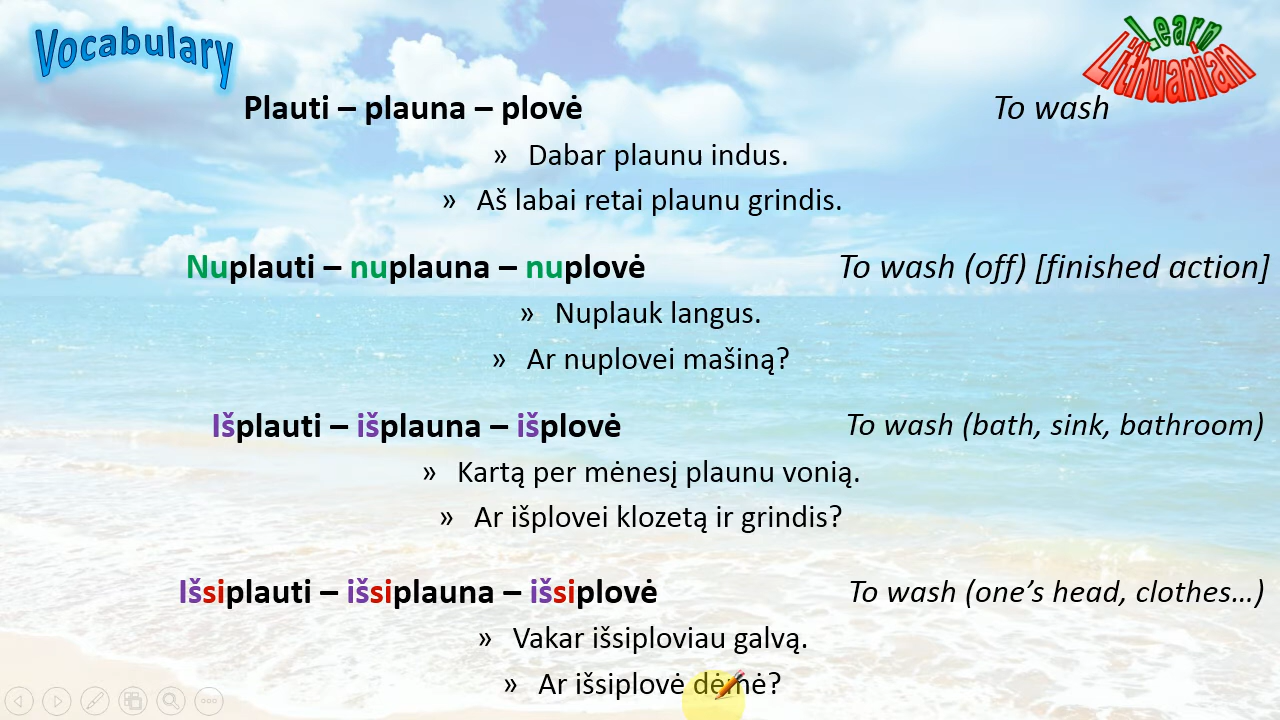 Vocabulary
Learn
Lithuanian
Plauti – plauna – plovė To wash
» Dabar plaunu indus.
» Aš labai retai plaunu grindis.
Nuplauti – nuplauna – nuplovė To wash (off) [finished action]
» Nuplauk langus.
» Ar nuplovei mašiną?
Išplauti – išplauna – išplovė To wash (bath, sink, bathroom)
» Kartą per mėnesį plaunu vonią.
» Ar išplovei klozetą ir grindis?
Išsiplauti – išsiplauna – išsiplovė To wash (one’s head, clothes…)
» Vakar išsiploviau galvą.
» Ar išsiplovė dėmė?